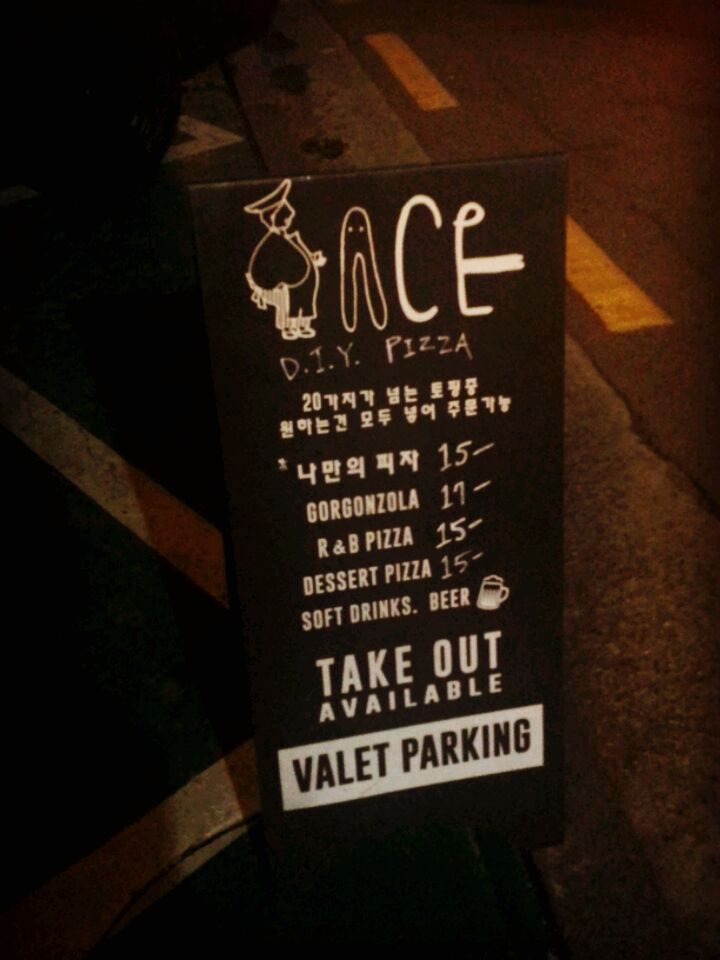 ACE
D.I.Y. PIZZA
20가지가 넘는 토핑중
원하는건 모두 넣어 주문가능
* 나만의 피자 15-
GORGONZOLA 17-
R&B PIZZA 15-
DESSERT PIZZA 15-
SOFT DRINKS. BEER
TAKE OUT
AVAILABLE
VALET PARKING